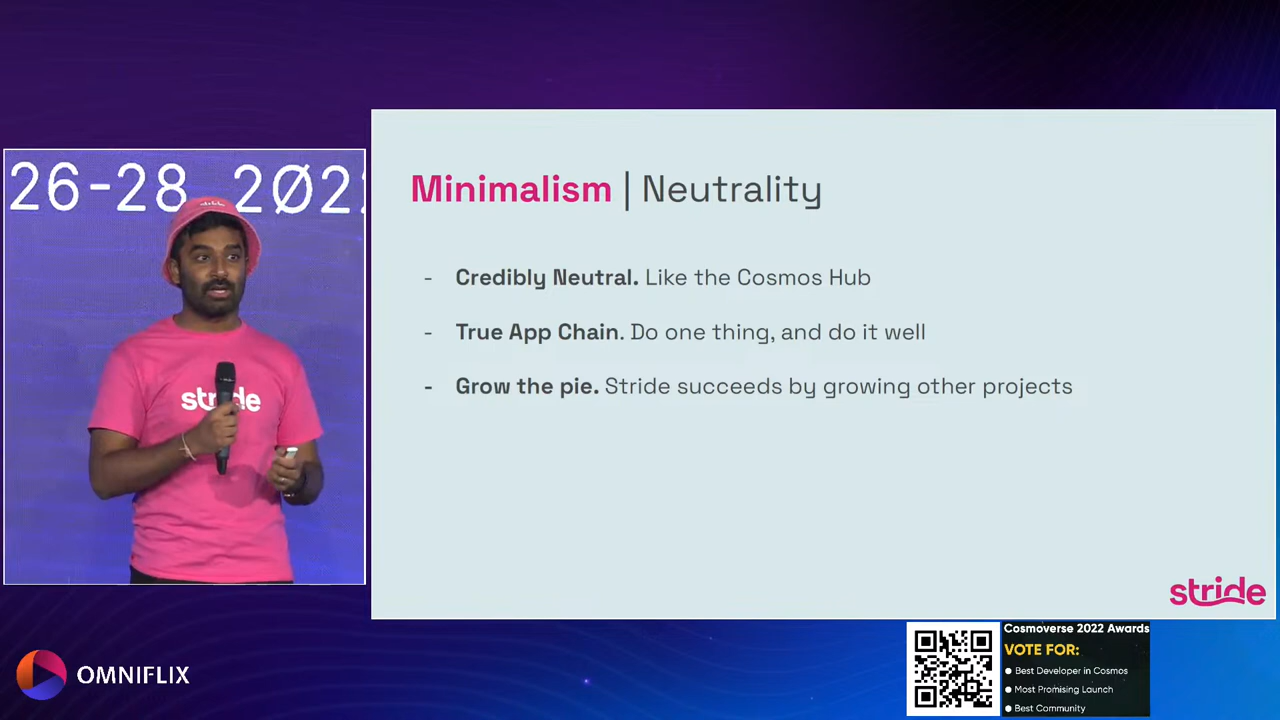 26-28 2Ø22
stride
stride
Minimalism | Neutrality
- Credibly Neutral. Like the Cosmos Hub
- True App Chain. Do one thing, and do it well
- Grow the pie. Stride succeeds by growing other projects
stride
OMNIFLIX
Cosmoverse 2022 Awards
VOTE FOR:
● Best Developer in Cosmos
● Most Promising Launch
● Best Community